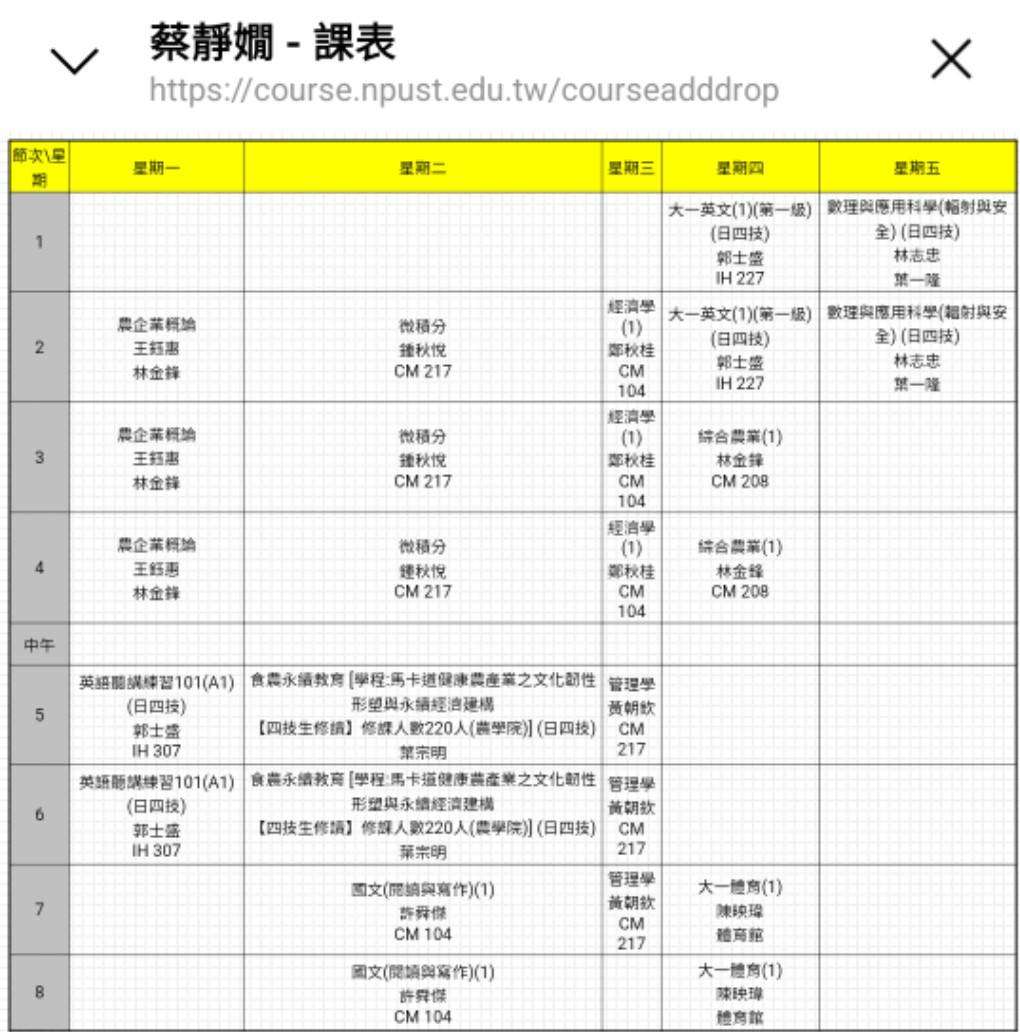 蔡靜嫺 - 課表
https://course.npust.edu.tw/courseadddrop
節次\星期
星期一
星期二
星期三
星期四
星期五
1
大一英文(1)(第一級)
(日四技)
郭士盛
IH 227
數理與應用科學(輻射與安
全) (日四技)
林志忠
葉一隆
2
農企業概論
王鈺惠
林金鋒
微積分
鍾秋悅
CM 217
經濟學
(1)
鄭秋桂
CM
104
大一英文(1)(第一級)
(日四技)
郭士盛
IH 227
數理與應用科學(輻射與安
全) (日四技)
林志忠
葉一隆
3
農企業概論
王鈺惠
林金鋒
微積分
鍾秋悅
CM 217
經濟學
(1)
鄭秋桂
CM
104
綜合農業(1)
林金鋒
CM 208
4
農企業概論
王鈺惠
林金鋒
微積分
鍾秋悅
CM 217
經濟學
(1)
鄭秋桂
CM
104
綜合農業(1)
林金鋒
CM 208
中午
5
英語聽講練習101(A1)
(日四技)
郭士盛
IH 307
食農永續教育 [學程:馬卡道健康農產業之文化韌性
形塑與永續經濟建構
【四技生修讀】修課人數220人(農學院)] (日四技)
葉宗明
管理學
黃朝欽
CM
217
6
英語聽講練習101(A1)
(日四技)
郭士盛
IH 307
食農永續教育 [學程:馬卡道健康農產業之文化韌性
形塑與永續經濟建構
【四技生修讀】修課人數220人(農學院)] (日四技)
葉宗明
管理學
黃朝欽
CM
217
7
國文(閱讀與寫作)(1)
許舜傑
CM 104
管理學
黃朝欽
CM
217
大一體育(1)
陳映瑋
體育館
8
國文(閱讀與寫作)(1)
許舜傑
CM 104
大一體育(1)
陳映瑋
體育館